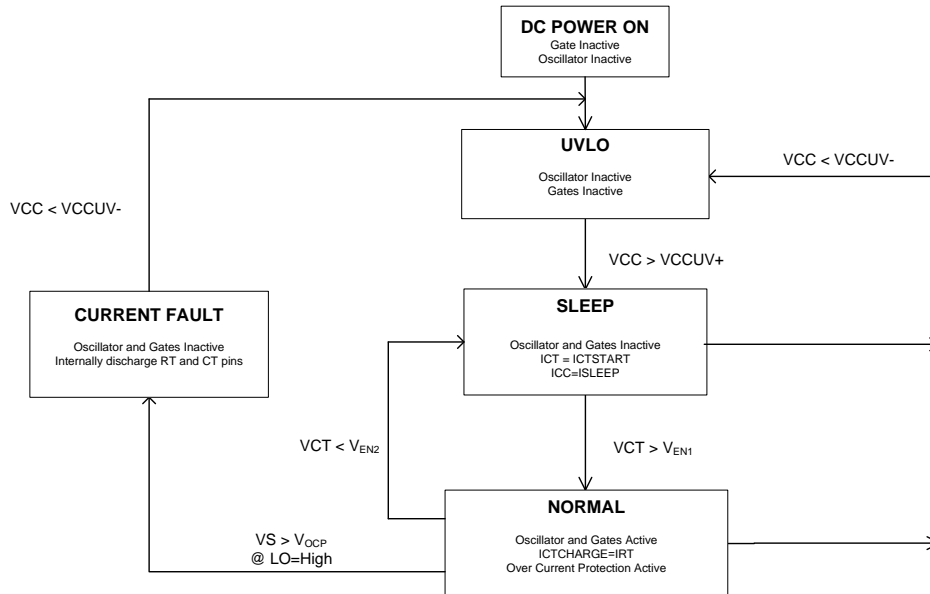 DC POWER ON
Gate Inactive
Oscillator Inactive
UVLO
Oscillator Inactive
Gates Inactive
VCC < VCCUV-
VCC < VCCUV-
VCC > VCCUV+
CURRENT FAULT
Oscillator and Gates Inactive
Internally discharge RT and CT pins
SLEEP
Oscillator and Gates Inactive
ICT = ICTSTART
ICC=ISLEEP
VCT < VEN2
VCT > VEN1
VS > VOCP
@ LO=High
NORMAL
Oscillator and Gates Active
ICTCHARGE=IRT
Over Current Protection Active